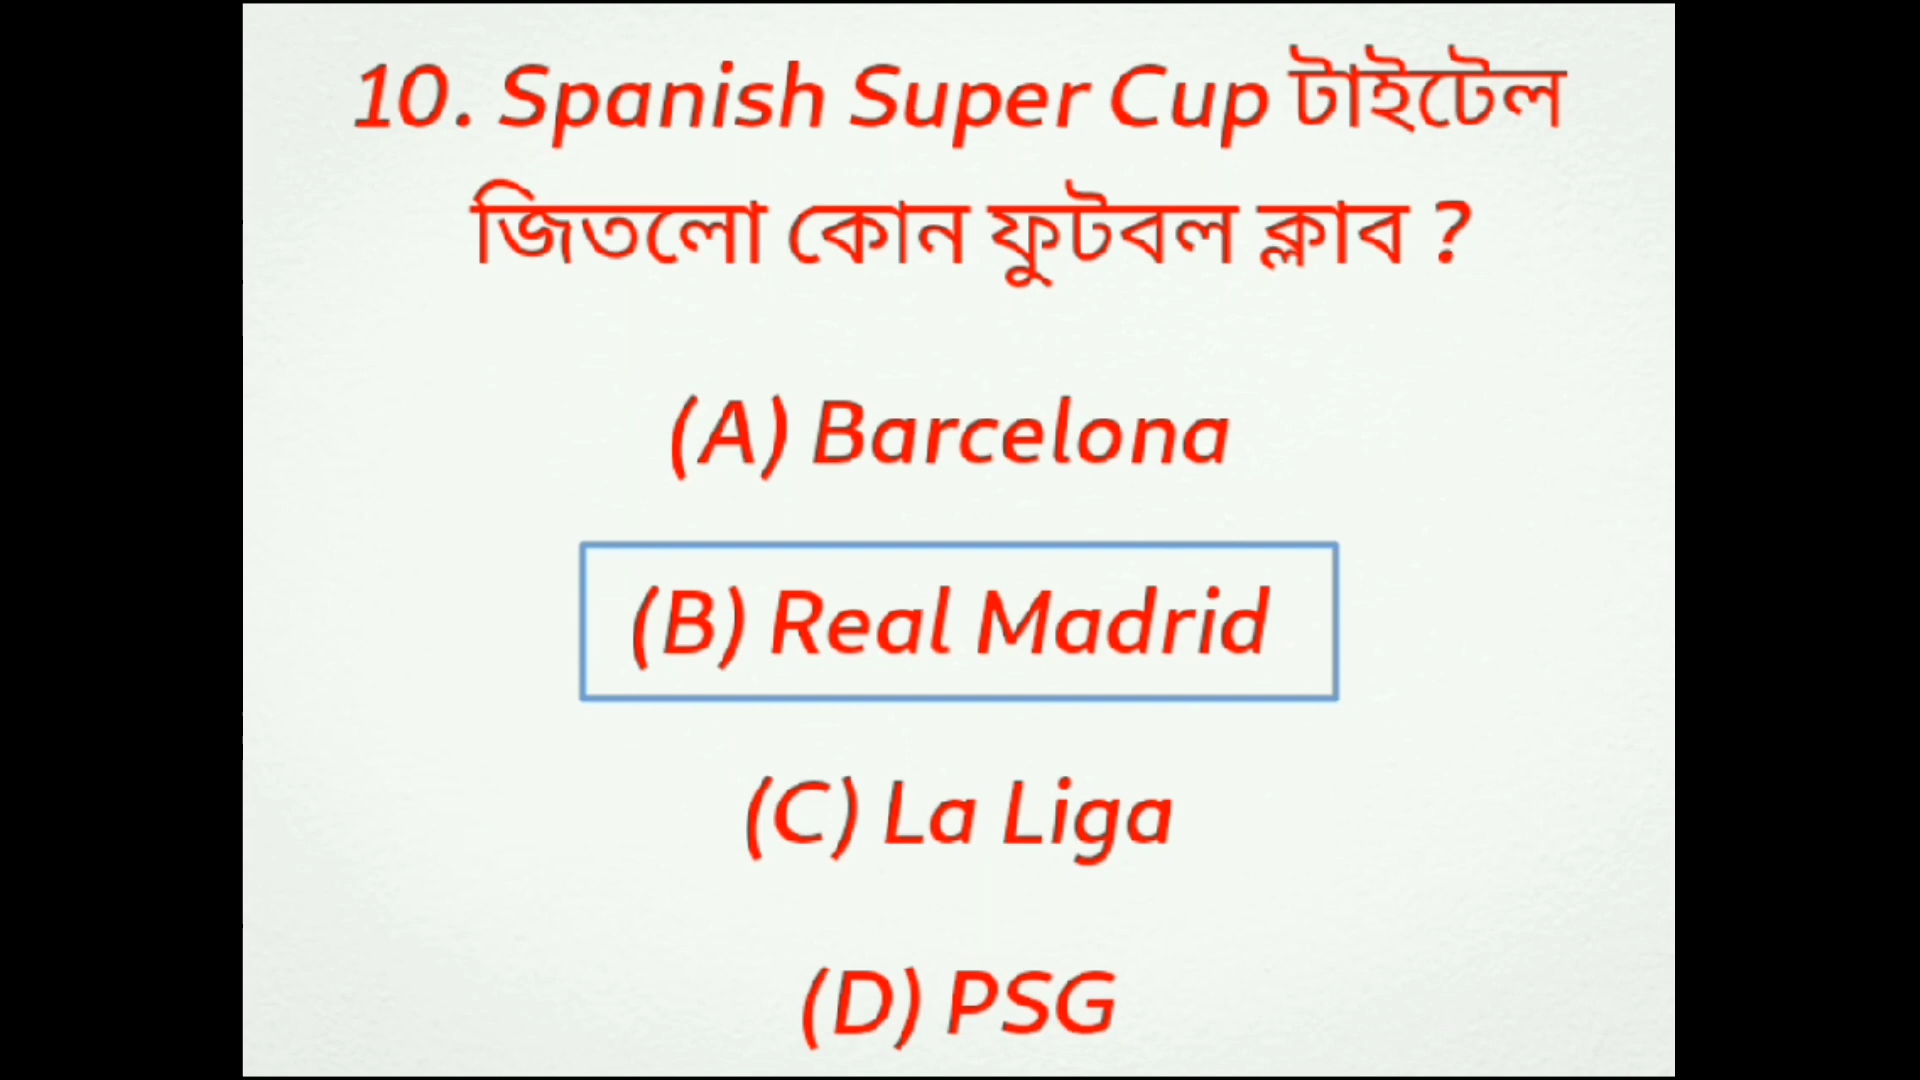 10. Spanish Super Cup টাইটেল
জিতলো কোন ফুটবল ক্লাব ?
(A) Barcelona
(B) Real Madrid
(C) La Liga
(D) PSG